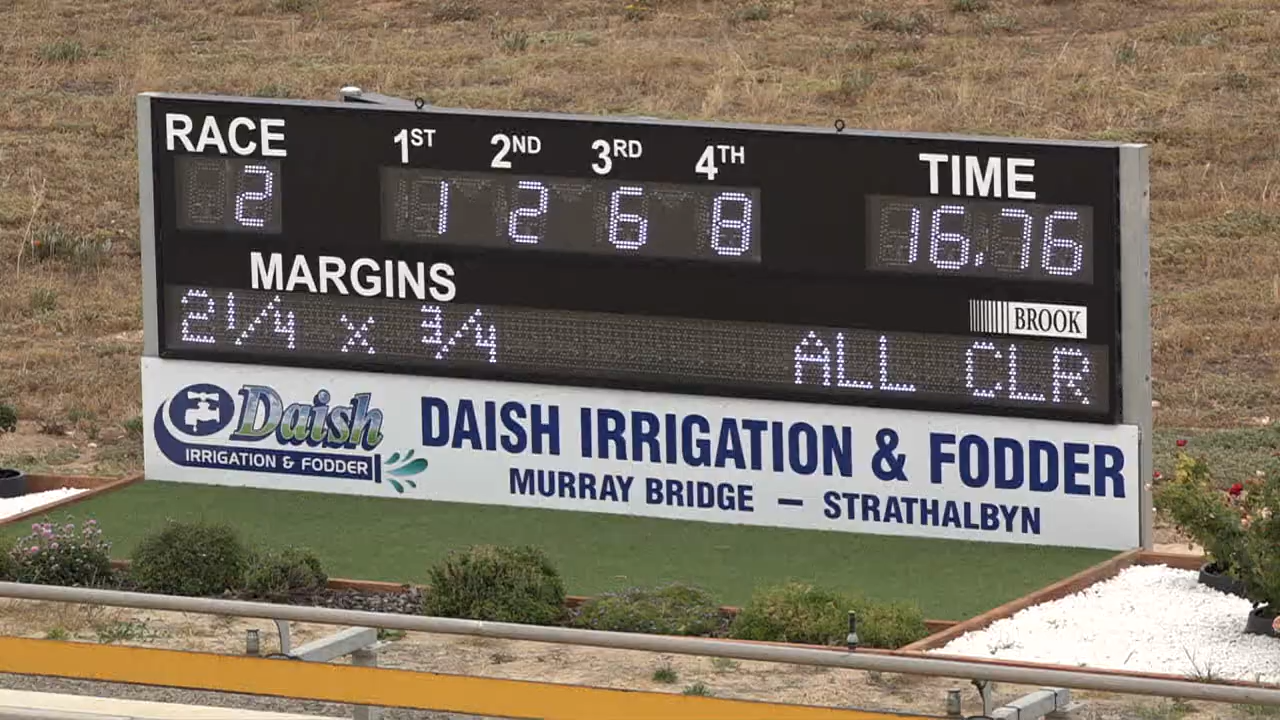 RACE 1ST 2ND 3RD 4TH TIME
2 1 2 6 8 16.76
MARGINS
BROOK
2 1/4 x 3/4 ALL CLR
Daish
IRRIGATION & FODDER
DAISH IRRIGATION & FODDER
MURRAY BRIDGE – STRATHALBYN